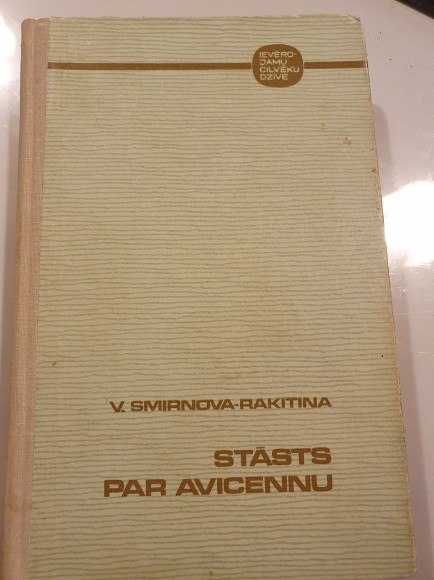 IEVĒRO-
JAMU
CILVĒKU
DZĪVE
V. SMIRNOVA-RAKITINA
STĀSTS
PAR AVICENNU